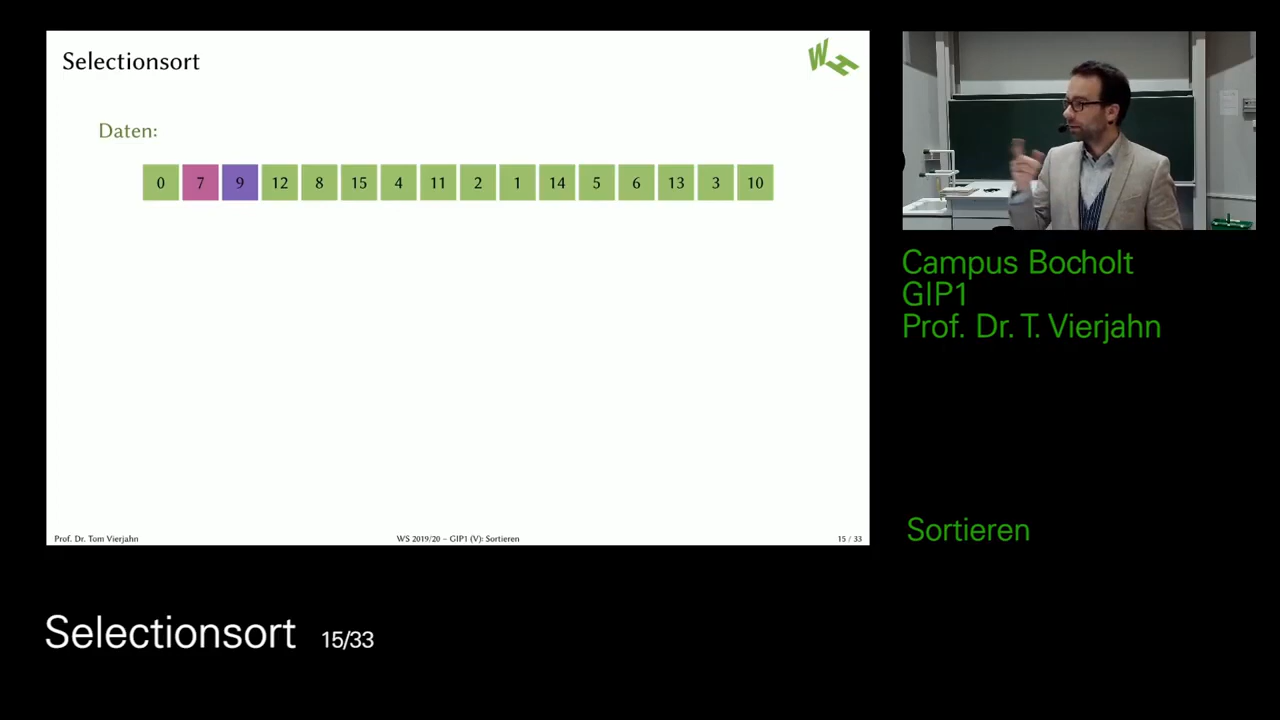 Selectionsort
WH
Daten:
0 7 9 12 8 15 4 11 2 1 14 5 6 13 3 10
Prof. Dr. Tom Vierjahn WS 2019/20 – GIP1 (V): Sortieren 15 / 33
Campus Bocholt
GIP1
Prof. Dr. T. Vierjahn
Sortieren
Selectionsort 15/33